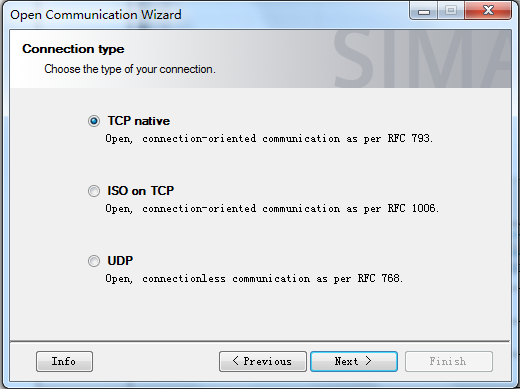 Open Communication Wizard
Connection type
Choose the type of your connection.
SIMA
TCP native
Open, connection-oriented communication as per RFC 793.
ISO on TCP
Open, connection-oriented communication as per RFC 1006.
UDP
Open, connectionless communication as per RFC 768.
Info
< Previous
Next >
Finish